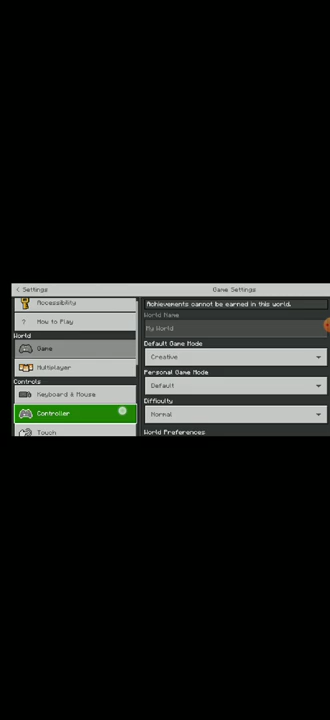 < Settings
Game Settings
Accessibility
? How to Play
World
Game
Multiplayer
Controls
Keyboard & Mouse
Controller
Touch
Achievements cannot be earned in this world.
World Name
My World
Default Game Mode
Creative
Personal Game Mode
Default
Difficulty
Normal
World Preferences